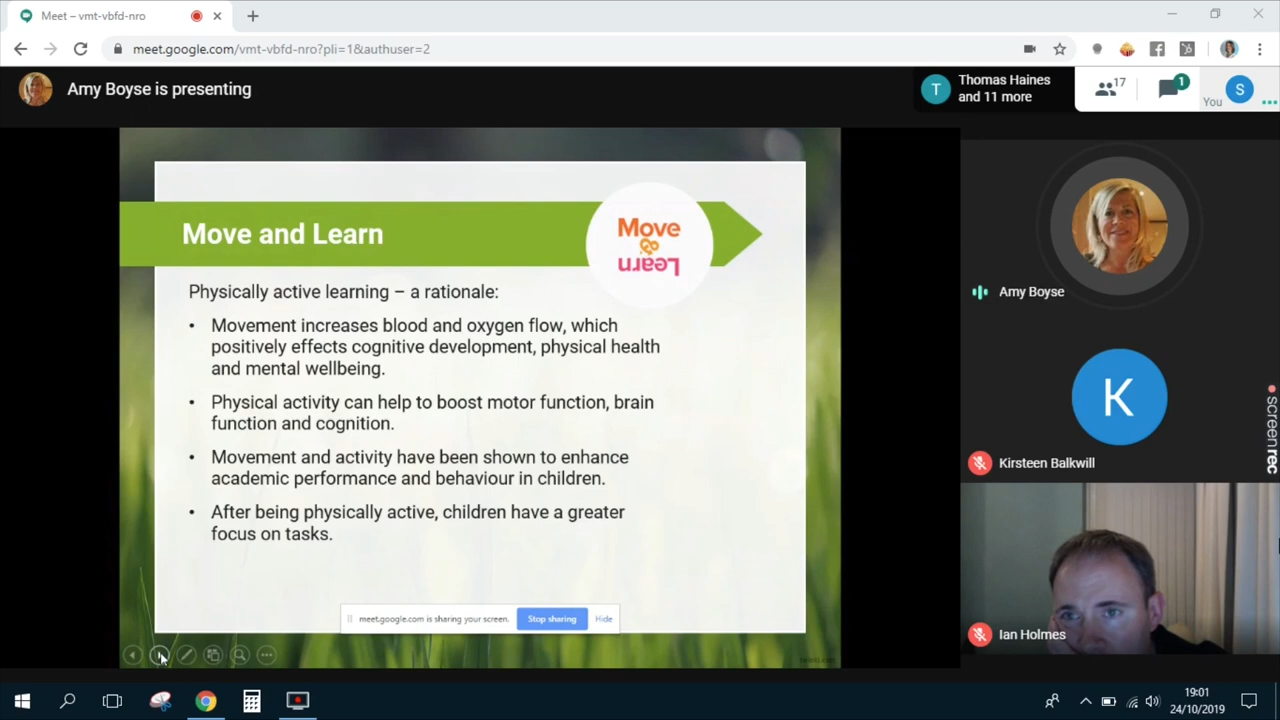 Meet – vmt-vbfd-nro
meet.google.com/vmt-vbfd-nro?pli=1&authuser=2
Amy Boyse is presenting
T
Thomas Haines
and 11 more
17
1
You
S
Move and Learn
Move
&
Learn
Physically active learning – a rationale:
• Movement increases blood and oxygen flow, which
positively effects cognitive development, physical health
and mental wellbeing.
• Physical activity can help to boost motor function, brain
function and cognition.
• Movement and activity have been shown to enhance
academic performance and behaviour in children.
• After being physically active, children have a greater
focus on tasks.
meet.google.com is sharing your screen.
Stop sharing
Hide
Amy Boyse
K
Kirsteen Balkwill
Ian Holmes
screenrec
19:01
24/10/2019